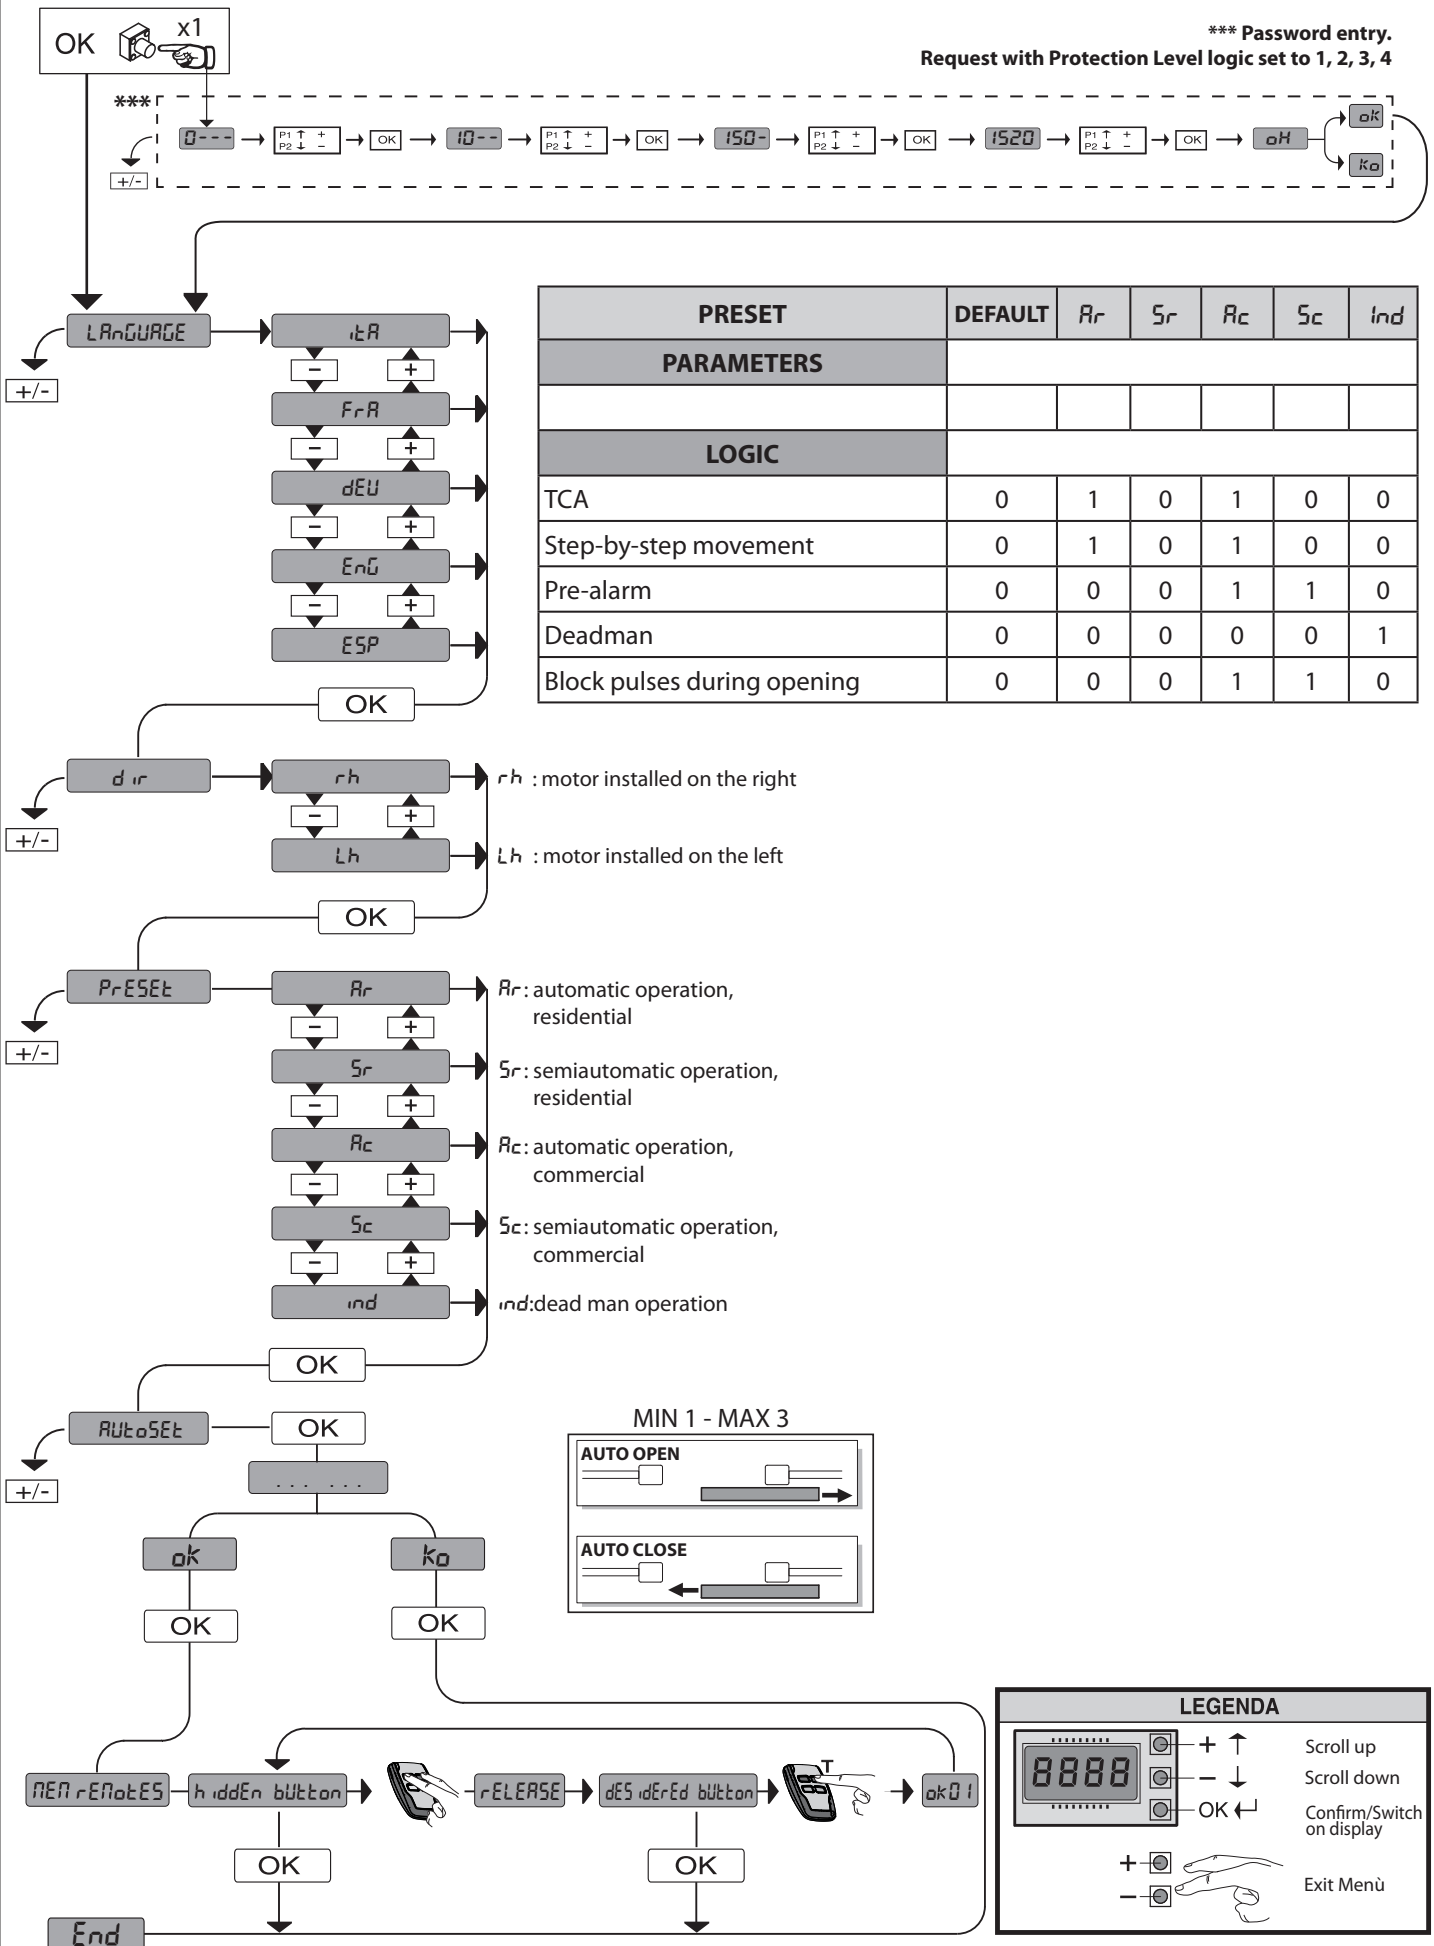 OK x1
*** Password entry.
Request with Protection Level logic set to 1, 2, 3, 4
***
0--- P1 ↑ + OK 10-- P1 ↑ + OK 150- P1 ↑ + OK 1520 P1 ↑ + OK oH ok
P2 ↓ − P2 ↓ − P2 ↓ − P2 ↓ − Ko
+/-
LAnGUAGE itA
+/-
− +
FrA
− +
dEU
− +
EnG
− +
ESP
OK
PRESET DEFAULT Ar Sr Ac Sc Ind
PARAMETERS
LOGIC
TCA 0 1 0 1 0 0
Step-by-step movement 0 1 0 1 0 0
Pre-alarm 0 0 0 1 1 0
Deadman 0 0 0 0 0 1
Block pulses during opening 0 0 0 1 1 0
dir rh rh : motor installed on the right
+/-
− +
Lh Lh : motor installed on the left
OK
PrESEt Ar Ar: automatic operation,
residential
+/-
− +
Sr Sr: semiautomatic operation,
residential
− +
Ac Ac: automatic operation,
commercial
− +
Sc Sc: semiautomatic operation,
commercial
− +
ind ind:dead man operation
OK
AUtoSEt OK
+/-
... ...
ok Ko
OK OK
MIN 1 - MAX 3
AUTO OPEN
AUTO CLOSE
MEM rEMotES hiddEn bUtton rELEASE dESidErEd bUtton T ok01
OK OK
End
LEGENDA
8888
+ ↑ Scroll up
− ↓ Scroll down
OK ↵ Confirm/Switch
on display
+
− Exit Menù